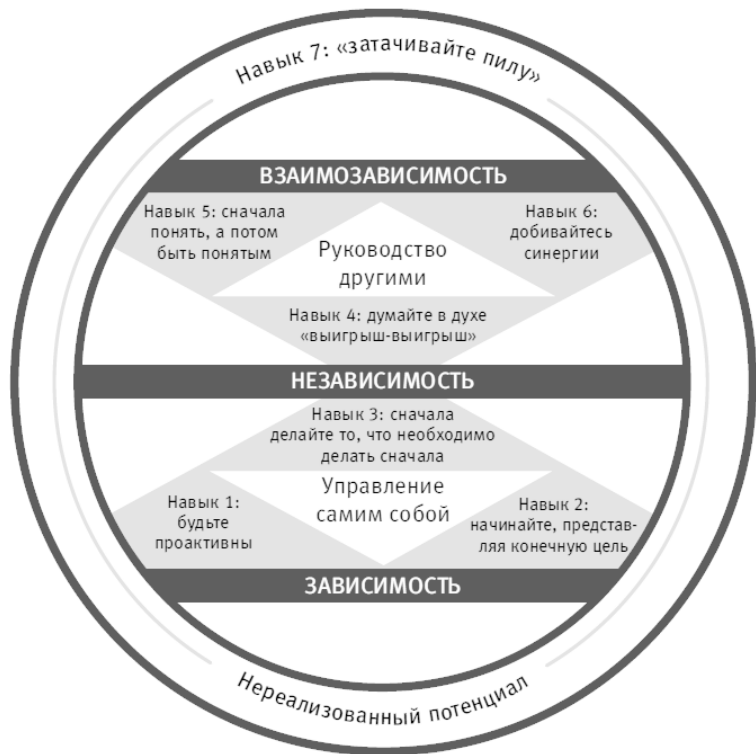 Навык 7: «затачивайте пилу»
ВЗАИМОЗАВИСИМОСТЬ
Навык 5: сначала
понять, а потом
быть понятым
Навык 6:
добивайтесь
синергии
Руководство
другими
Навык 4: думайте в духе
«выигрыш-выигрыш»
НЕЗАВИСИМОСТЬ
Навык 3: сначала
делайте то, что необходимо
делать сначала
Навык 1:
будьте
проактивны
Управление
самим собой
Навык 2:
начинайте, представ-
ляя конечную цель
ЗАВИСИМОСТЬ
Нереализованный потенциал